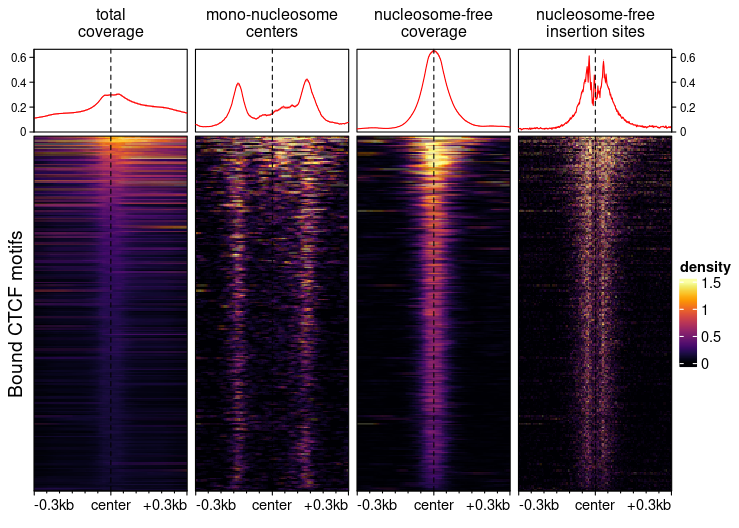 total
coverage
mono-nucleosome
centers
nucleosome-free
coverage
nucleosome-free
insertion sites
0.6
0.4
0.2
0
0.6
0.4
0.2
0
Bound CTCF motifs
density
1.5
1
0.5
0
-0.3kb center +0.3kb
-0.3kb center +0.3kb
-0.3kb center +0.3kb
-0.3kb center +0.3kb